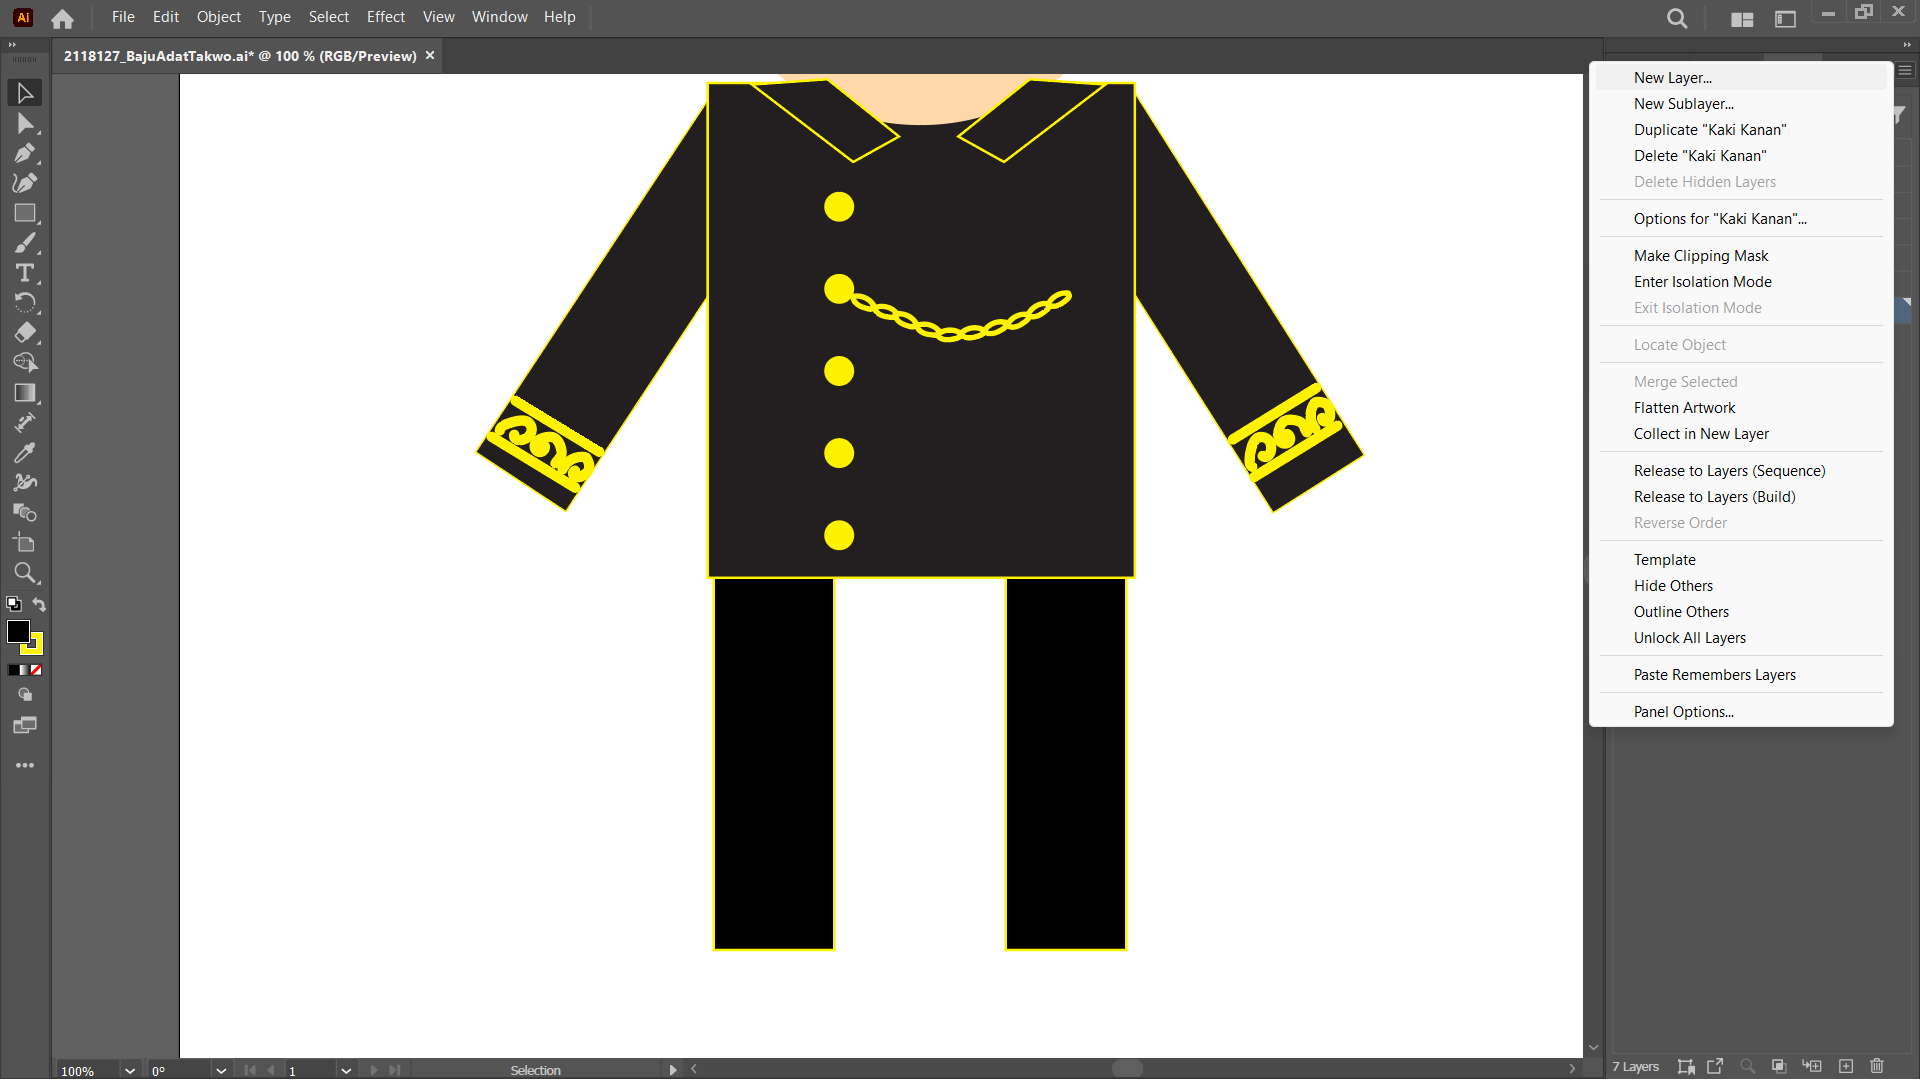 Ai
File Edit Object Type Select Effect View Window Help
2118127_BajuAdatTakwo.ai* @ 100 % (RGB/Preview)
New Layer...
New Sublayer...
Duplicate "Kaki Kanan"
Delete "Kaki Kanan"
Delete Hidden Layers
Options for "Kaki Kanan"...
Make Clipping Mask
Enter Isolation Mode
Exit Isolation Mode
Locate Object
Merge Selected
Flatten Artwork
Collect in New Layer
Release to Layers (Sequence)
Release to Layers (Build)
Reverse Order
Template
Hide Others
Outline Others
Unlock All Layers
Paste Remembers Layers
Panel Options...
100% 0° 1 Selection
7 Layers